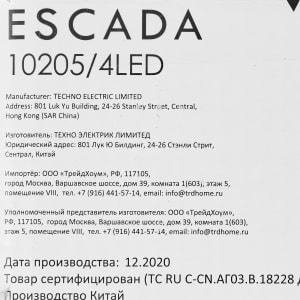 ESCADA
10205/4LED
Manufacturer: TECHNO ELECTRIC LIMITED
Address: 801 Luk Yu Building, 24-26 Stanley Street, Central,
Hong Kong (SAR China)
Изготовитель: ТЕХНО ЭЛЕКТРИК ЛИМИТЕД
Юридический адрес: 801 Лук Ю Билдинг, 24-26 Стэнли Стрит,
Сентрал, Китай
Импортёр: ООО «ТрейдХоум», РФ, 117105,
город Москва, Варшавское шоссе, дом 39, комната 1(603); этаж 5,
помещение VIII, тел. +7 (916) 441-57-14, email: info@trdhome.ru
Уполномоченный представитель изготовителя: ООО «ТрейдХоум»,
РФ, 117105, город Москва, Варшавское шоссе, дом 39, комната 1(603),
этаж 5, помещение VIII, тел. +7 (916) 441-57-14, email: info@trdhome.ru
Дата производства: 12.2020
Товар сертифицирован (ТС RU C-CN.АГ03.В.18228 /
Производство Китай